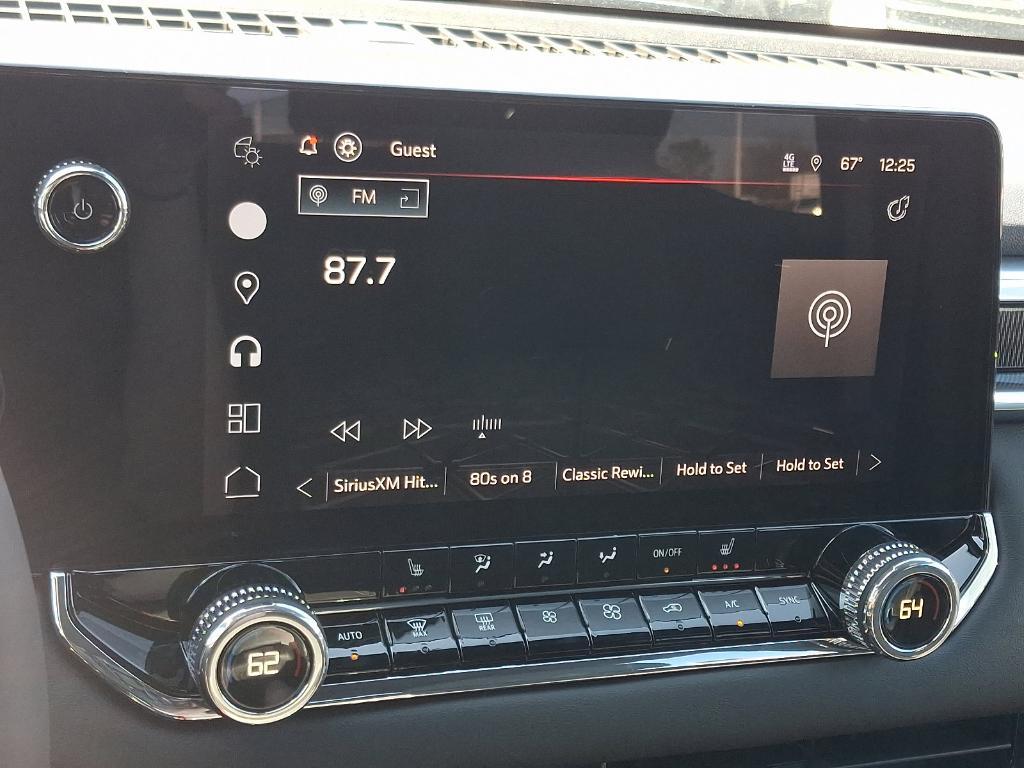 Guest
4G LTE 67° 12:25
FM
87.7
SiriusXM Hit... 80s on 8 Classic Rewi... Hold to Set Hold to Set
ON/OFF
AUTO MAX REAR A/C SYNC
62
64